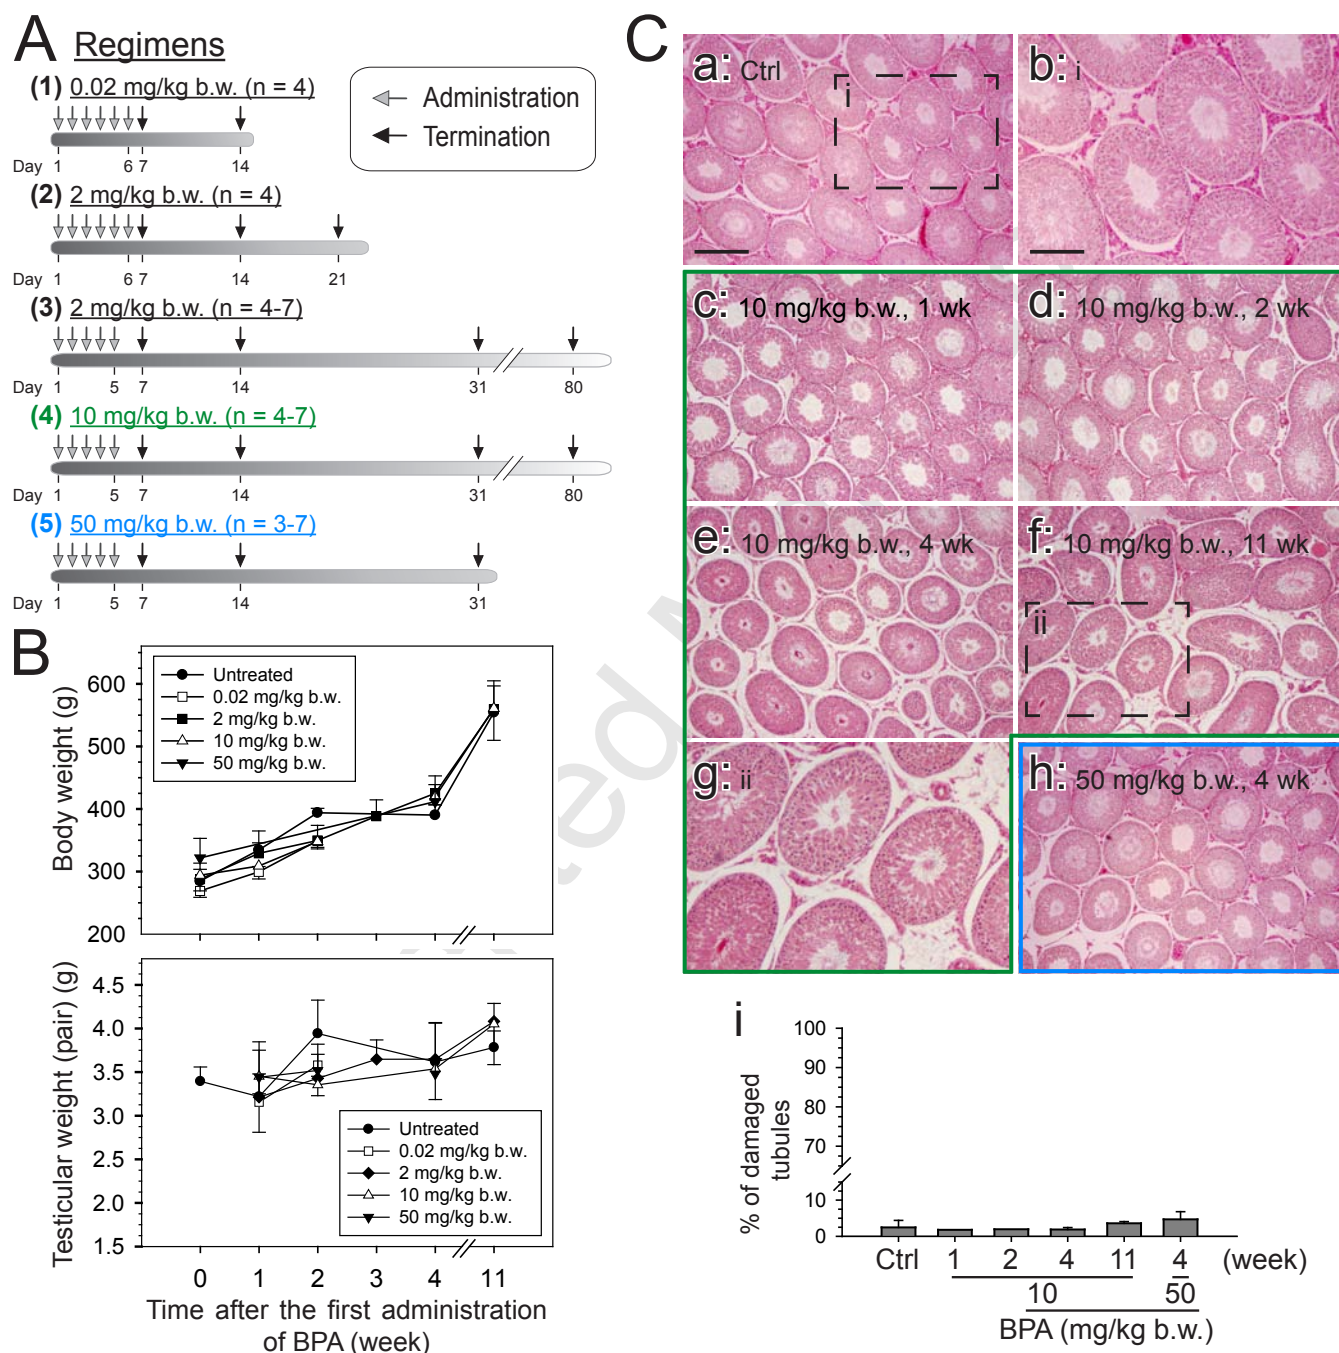 A Regimens
(1) 0.02 mg/kg b.w. (n = 4)
Day 1 6 7 14
Administration
Termination
(2) 2 mg/kg b.w. (n = 4)
Day 1 6 7 14 21
(3) 2 mg/kg b.w. (n = 4-7)
Day 1 5 7 14 31 80
(4) 10 mg/kg b.w. (n = 4-7)
Day 1 5 7 14 31 80
(5) 50 mg/kg b.w. (n = 3-7)
Day 1 5 7 14 31
B
Body weight (g)
600
500
400
300
200
Untreated
0.02 mg/kg b.w.
2 mg/kg b.w.
10 mg/kg b.w.
50 mg/kg b.w.
Testicular weight (pair) (g)
4.5
4.0
3.5
3.0
2.5
2.0
1.5
Untreated
0.02 mg/kg b.w.
2 mg/kg b.w.
10 mg/kg b.w.
50 mg/kg b.w.
0 1 2 3 4 11
Time after the first administration
of BPA (week)
C
a: Ctrl
i
b: i
c: 10 mg/kg b.w., 1 wk
d: 10 mg/kg b.w., 2 wk
e: 10 mg/kg b.w., 4 wk
f: 10 mg/kg b.w., 11 wk
ii
g: ii
h: 50 mg/kg b.w., 4 wk
i
% of damaged
tubules
100
90
80
70
10
0
Ctrl 1 2 4 11 4 (week)
10 50
BPA (mg/kg b.w.)